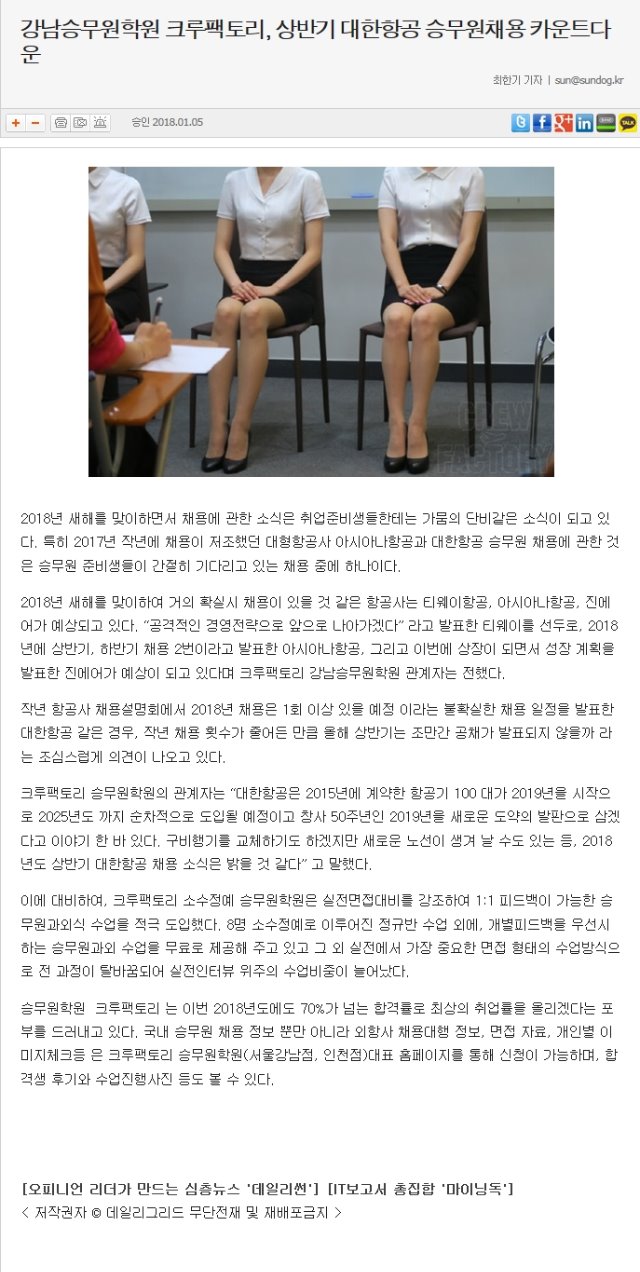 강남승무원학원 크루팩토리, 상반기 대한항공 승무원채용 카운트다
운
최한기 기자 | sun@sundog.kr
승인 2018.01.05
TALK
CREW
FACTORY
2018년 새해를 맞이하면서 채용에 관한 소식은 취업준비생들한테는 가뭄의 단비같은 소식이 되고 있
다. 특히 2017년 작년에 채용이 저조했던 대형항공사 아시아나항공과 대한항공 승무원 채용에 관한 것
은 승무원 준비생들이 간절히 기다리고 있는 채용 중에 하나이다.
2018년 새해를 맞이하여 거의 확실시 채용이 있을 것 같은 항공사는 티웨이항공, 아시아나항공, 진에
어가 예상되고 있다. “공격적인 경영전략으로 앞으로 나아가겠다” 라고 발표한 티웨이를 선두로, 2018
년에 상반기, 하반기 채용 2번이라고 발표한 아시아나항공, 그리고 이번에 상장이 되면서 성장 계획을
발표한 진에어가 예상이 되고 있다며 크루팩토리 강남승무원학원 관계자는 전했다.
작년 항공사 채용설명회에서 2018년 채용은 1회 이상 있을 예정 이라는 불확실한 채용 일정을 발표한
대한항공 같은 경우, 작년 채용 횟수가 줄어든 만큼 올해 상반기는 조만간 공채가 발표되지 않을까 라
는 조심스럽게 의견이 나오고 있다.
크루팩토리 승무원학원의 관계자는 “대한항공은 2015년에 계약한 항공기 100 대가 2019년을 시작으
로 2025년도 까지 순차적으로 도입될 예정이고 창사 50주년인 2019년을 새로운 도약의 발판으로 삼겠
다고 이야기 한 바 있다. 구비행기를 교체하기도 하겠지만 새로운 노선이 생겨 날 수도 있는 등, 2018
년도 상반기 대한항공 채용 소식은 밝을 것 같다” 고 말했다.
이에 대비하여, 크루팩토리 소수정예 승무원학원은 실전면접대비를 강조하여 1:1 피드백이 가능한 승
무원과외식 수업을 적극 도입했다. 8명 소수정예로 이루어진 정규반 수업 외에, 개별피드백을 우선시
하는 승무원과외 수업을 무료로 제공해 주고 있고 그 외 실전에서 가장 중요한 면접 형태의 수업방식으
로 전 과정이 탈바꿈되어 실전인터뷰 위주의 수업비중이 늘어났다.
승무원학원 크루팩토리 는 이번 2018년도에도 70%가 넘는 합격률로 최상의 취업률을 올리겠다는 포
부를 드러내고 있다. 국내 승무원 채용 정보 뿐만 아니라 외항사 채용대행 정보, 면접 자료, 개인별 이
미지체크등 은 크루팩토리 승무원학원(서울강남점, 인천점)대표 홈페이지를 통해 신청이 가능하며, 합
격생 후기와 수업진행사진 등도 볼 수 있다.
[오피니언 리더가 만드는 심층뉴스 '데일리썬'] [IT보고서 총집합 '마이닝독']
< 저작권자 © 데일리그리드 무단전재 및 재배포금지 >